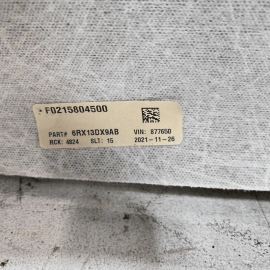 F0215804500
PART# 6RX13DX9AB VIN: 877650
RCK: 4824 SLT: 15 2021-11-26